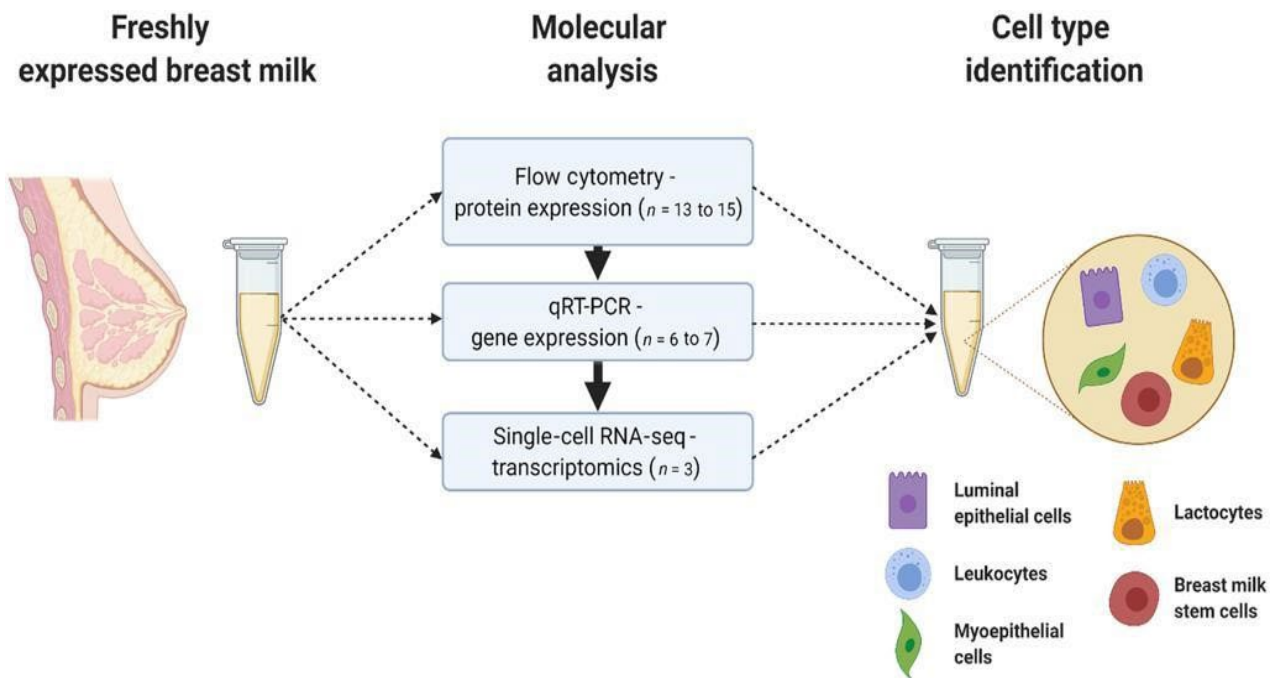 Freshly
expressed breast milk
Molecular
analysis
Cell type
identification
Flow cytometry -
protein expression (n = 13 to 15)
qRT-PCR -
gene expression (n = 6 to 7)
Single-cell RNA-seq -
transcriptomics (n = 3)
Luminal
epithelial cells
Lactocytes
Leukocytes
Breast milk
stem cells
Myoepithelial
cells